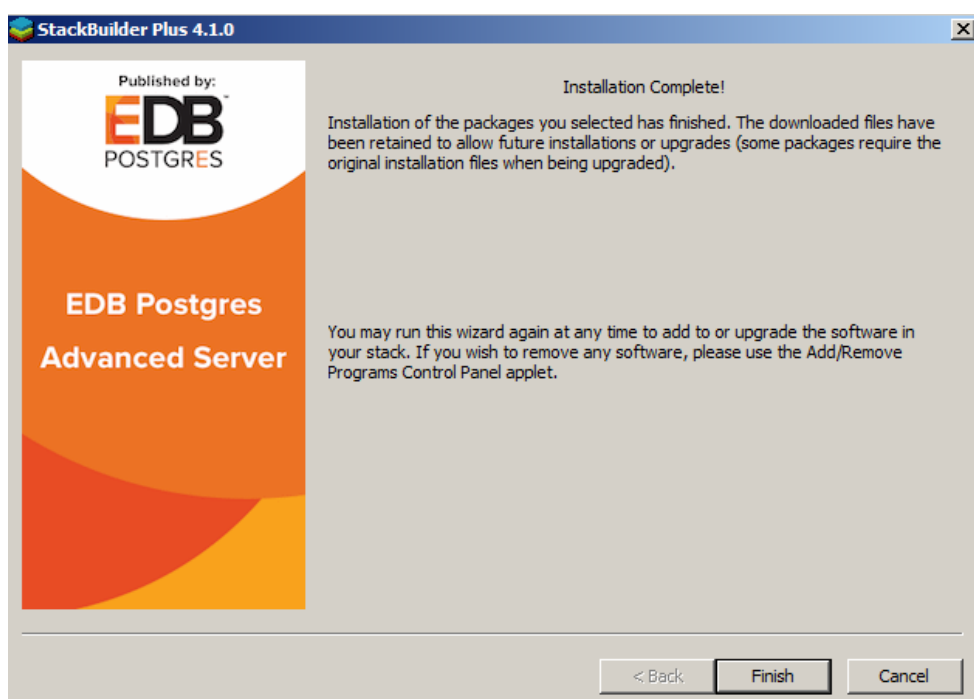 StackBuilder Plus 4.1.0
Published by:
EDB™
POSTGRES
EDB Postgres
Advanced Server
Installation Complete!
Installation of the packages you selected has finished. The downloaded files have
been retained to allow future installations or upgrades (some packages require the
original installation files when being upgraded).
You may run this wizard again at any time to add to or upgrade the software in
your stack. If you wish to remove any software, please use the Add/Remove
Programs Control Panel applet.
< Back
Finish
Cancel